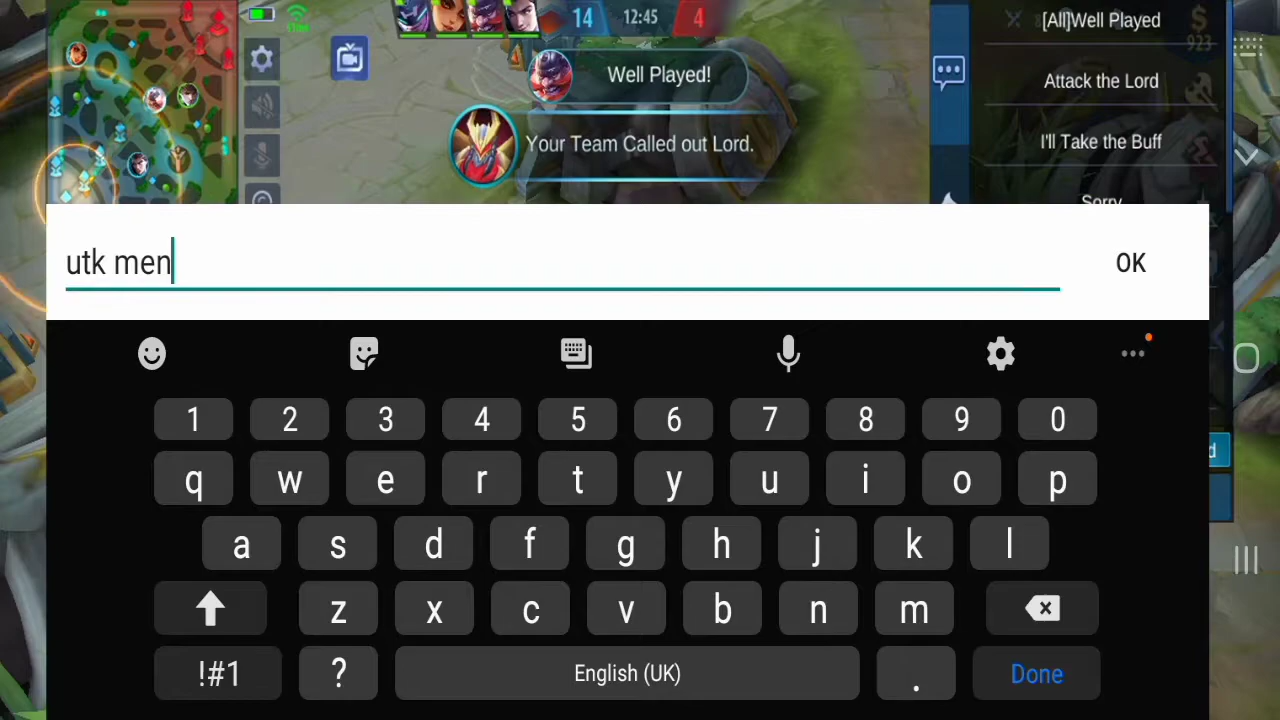 14 12:45 4
[All]Well Played
923
Well Played!
Attack the Lord
Your Team Called out Lord.
I'll Take the Buff
Sorry
utk men
OK
1 2 3 4 5 6 7 8 9 0
q w e r t y u i o p
a s d f g h j k l
z x c v b n m
!#1 ? English (UK) . Done